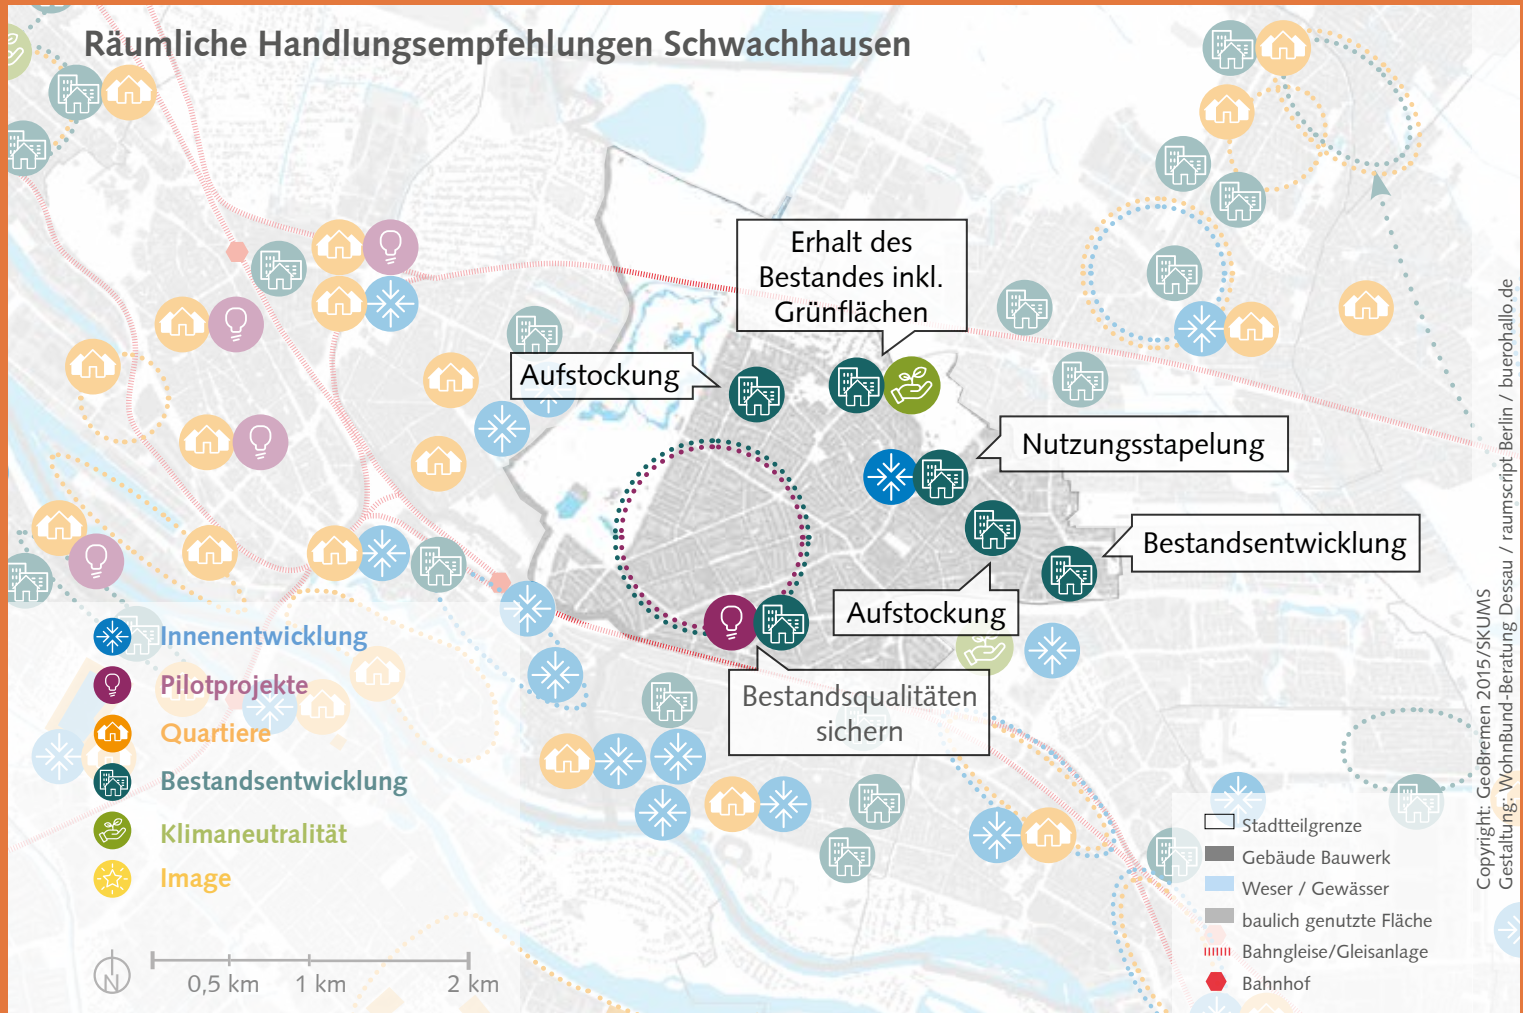 Räumliche Handlungsempfehlungen Schwachhausen
Erhalt des
Bestandes inkl.
Grünflächen
Aufstockung
Nutzungsstapelung
Bestandsentwicklung
Aufstockung
Bestandsqualitäten
sichern
Innenentwicklung
Pilotprojekte
Quartiere
Bestandsentwicklung
Klimaneutralität
Image
N
0,5 km 1 km 2 km
Stadtteilgrenze
Gebäude Bauwerk
Weser / Gewässer
baulich genutzte Fläche
Bahngleise/Gleisanlage
Bahnhof
Copyright: GeoBremen 2015/SKUMS
Gestaltung: WohnBund-Beratung Dessau / raumscript Berlin / buerohallo.de